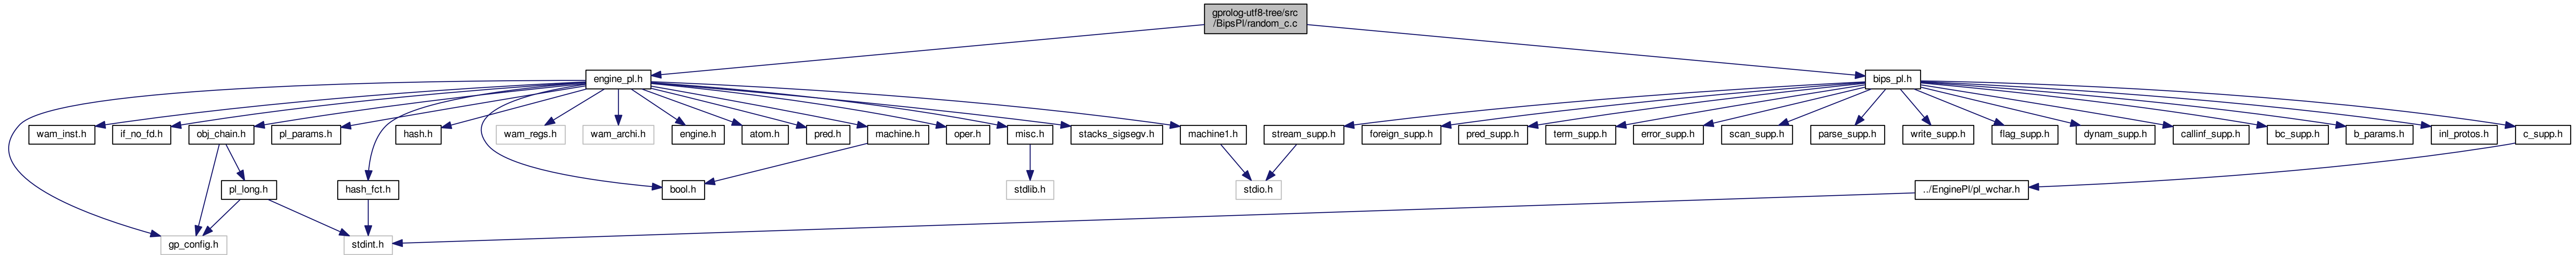 gprolog-utf8-tree/src
/BipsPl/random_c.c
engine_pl.h
bips_pl.h
wam_inst.h
if_no_fd.h
obj_chain.h
pl_params.h
hash.h
wam_regs.h
wam_archi.h
engine.h
atom.h
pred.h
machine.h
oper.h
misc.h
stacks_sigsegv.h
machine1.h
stream_supp.h
foreign_supp.h
pred_supp.h
term_supp.h
error_supp.h
scan_supp.h
parse_supp.h
write_supp.h
flag_supp.h
dynam_supp.h
callinf_supp.h
bc_supp.h
b_params.h
inl_protos.h
c_supp.h
pl_long.h
hash_fct.h
bool.h
stdlib.h
stdio.h
../EnginePl/pl_wchar.h
gp_config.h
stdint.h